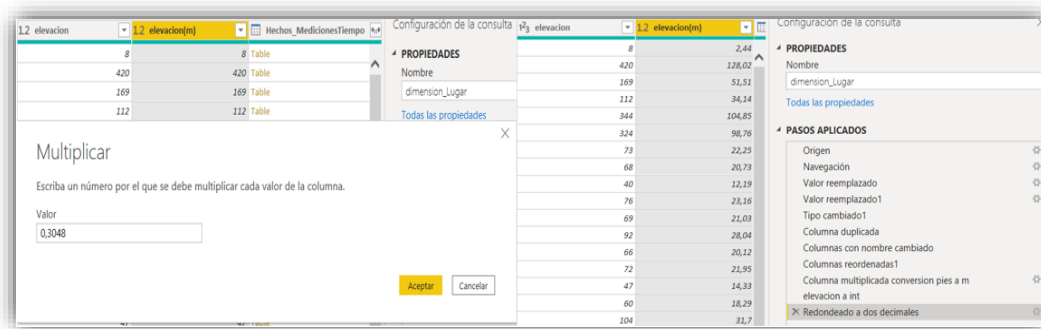 1.2 elevacion 1.2 elevacion(m) Hechos_MedicionesTiempo
8 8 Table
420 420 Table
169 169 Table
112 112 Table
Configuración de la consulta
PROPIEDADES
Nombre
dimension_Lugar
Todas las propiedades
Multiplicar
Escriba un número por el que se debe multiplicar cada valor de la columna.
Valor
0,3048
Aceptar Cancelar
47 47 Table
1²3 elevacion 1.2 elevacion(m)
8 2,44
420 128,02
169 51,51
112 34,14
344 104,85
324 98,76
73 22,25
68 20,73
40 12,19
76 23,16
69 21,03
92 28,04
66 20,12
72 21,95
47 14,33
60 18,29
104 31,7
Configuración de la consulta
PROPIEDADES
Nombre
dimension_Lugar
Todas las propiedades
PASOS APLICADOS
Origen
Navegación
Valor reemplazado
Valor reemplazado1
Tipo cambiado1
Columna duplicada
Columnas con nombre cambiado
Columnas reordenadas1
Columna multiplicada conversion pies a m
elevacion a int
Redondeado a dos decimales